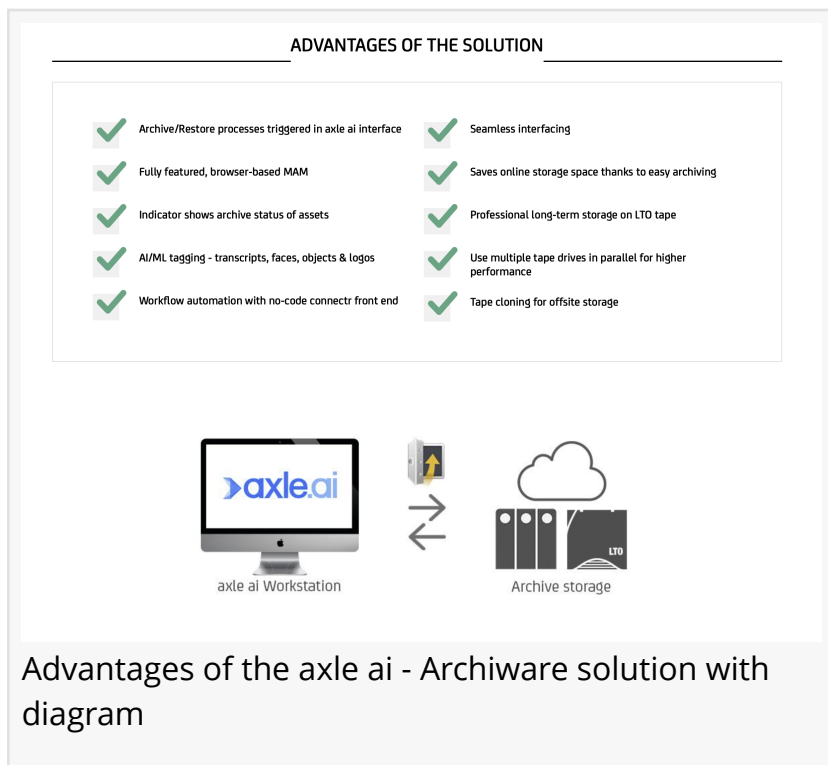 ADVANTAGES OF THE SOLUTION
Archive/Restore processes triggered in axle ai interface
Fully featured, browser-based MAM
Indicator shows archive status of assets
AI/ML tagging - transcripts, faces, objects & logos
Workflow automation with no-code connectr front end
Seamless interfacing
Saves online storage space thanks to easy archiving
Professional long-term storage on LTO tape
Use multiple tape drives in parallel for higher
performance
Tape cloning for offsite storage
axle.ai
LTO
axle ai Workstation
Archive storage
Advantages of the axle ai - Archiware solution with
diagram